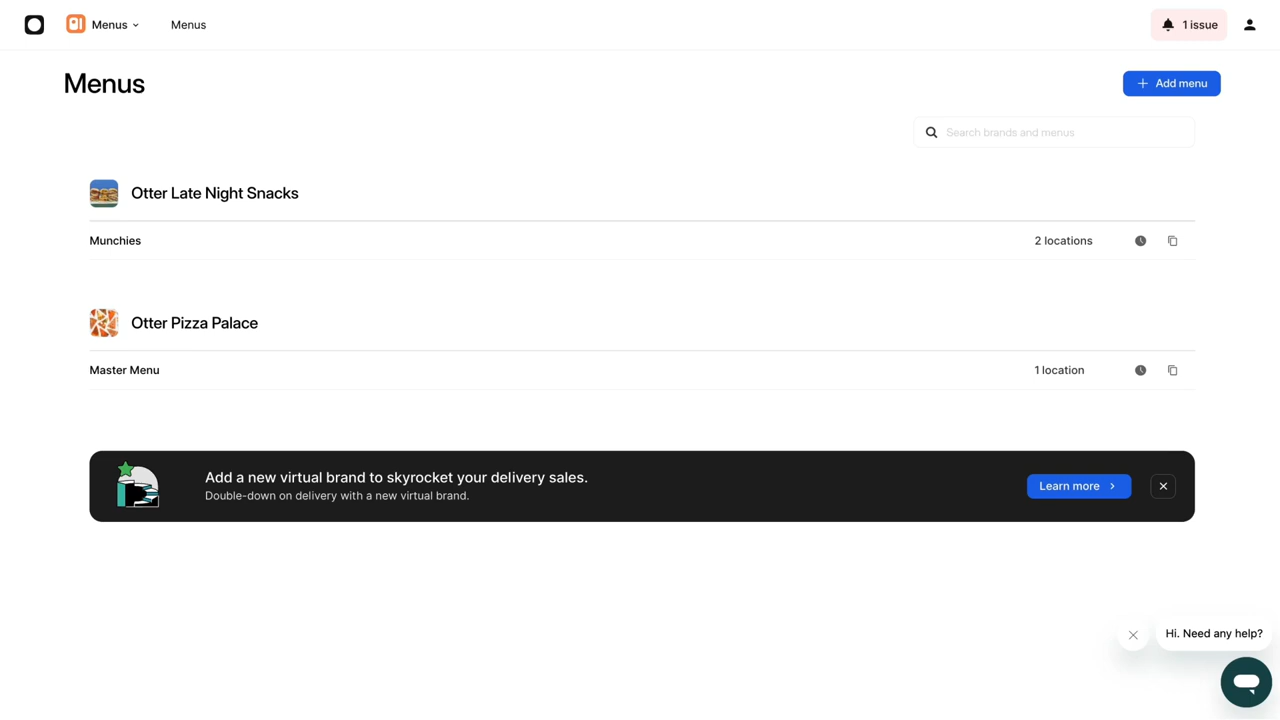 Menus
Menus
1 issue
Menus
Add menu
Search brands and menus
Otter Late Night Snacks
Munchies
2 locations
Otter Pizza Palace
Master Menu
1 location
Add a new virtual brand to skyrocket your delivery sales.
Double-down on delivery with a new virtual brand.
Learn more
Hi. Need any help?